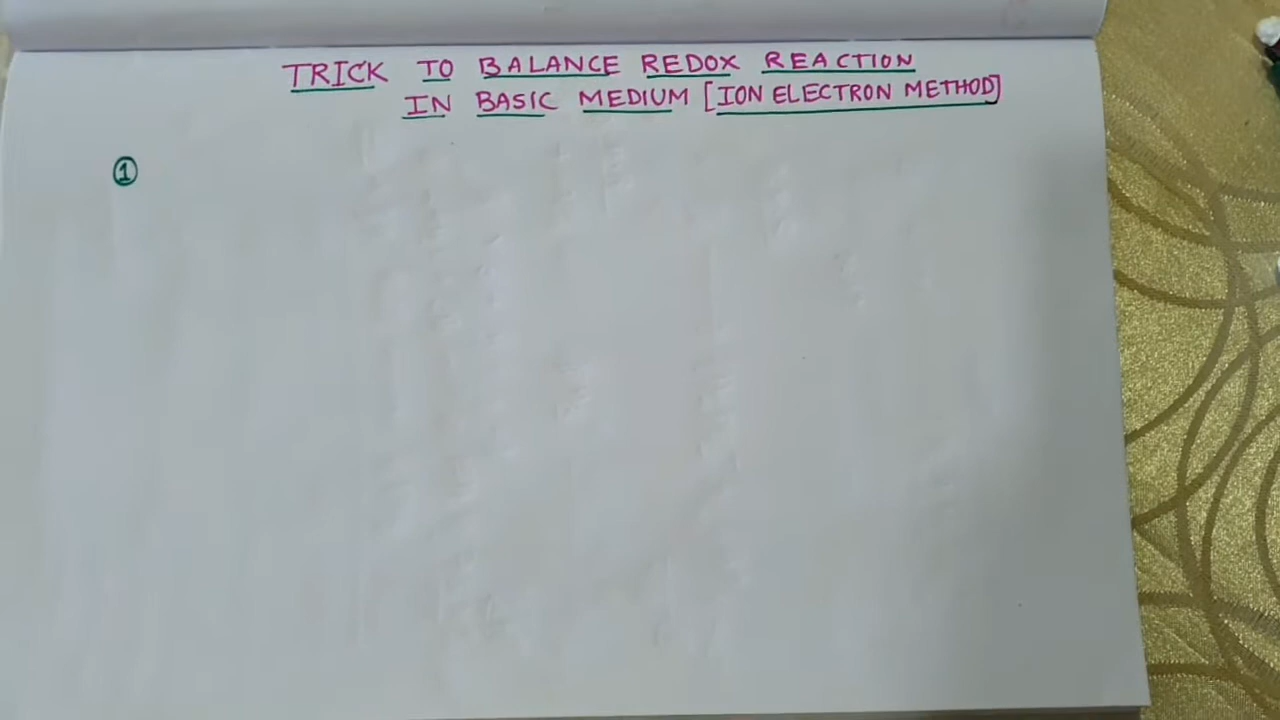 TRICK TO BALANCE REDOX REACTION
IN BASIC MEDIUM [ION ELECTRON METHOD]
①